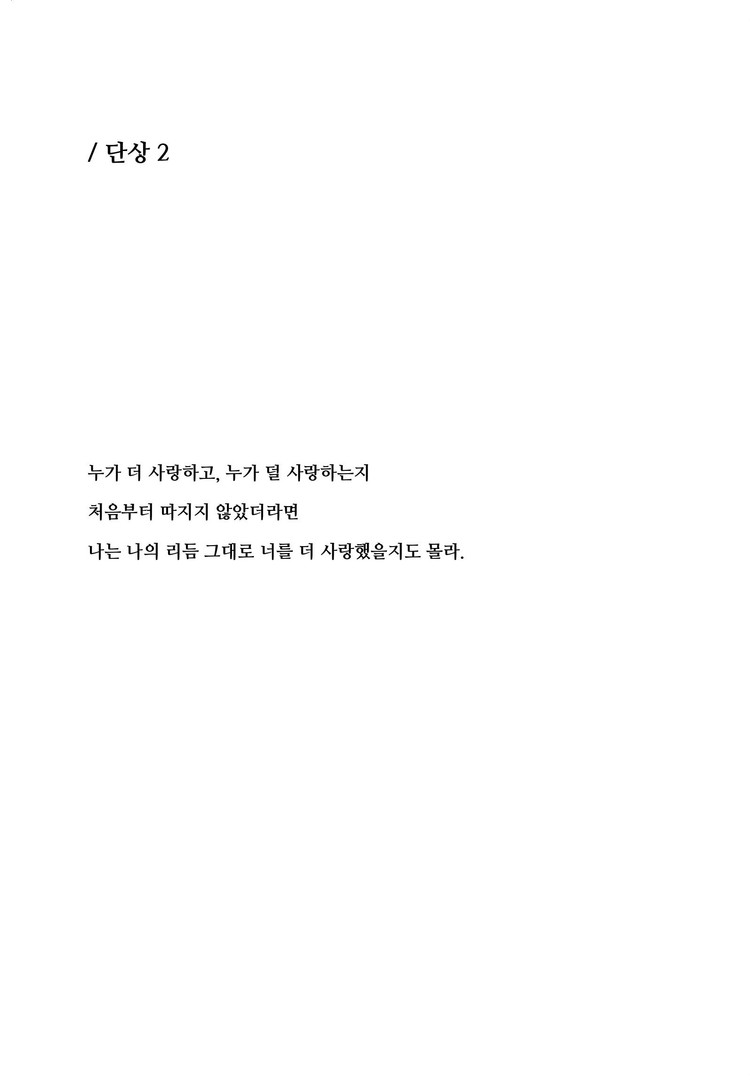 / 단상 2
누가 더 사랑하고, 누가 덜 사랑하는지
처음부터 따지지 않았더라면
나는 나의 리듬 그대로 너를 더 사랑했을지도 몰라.